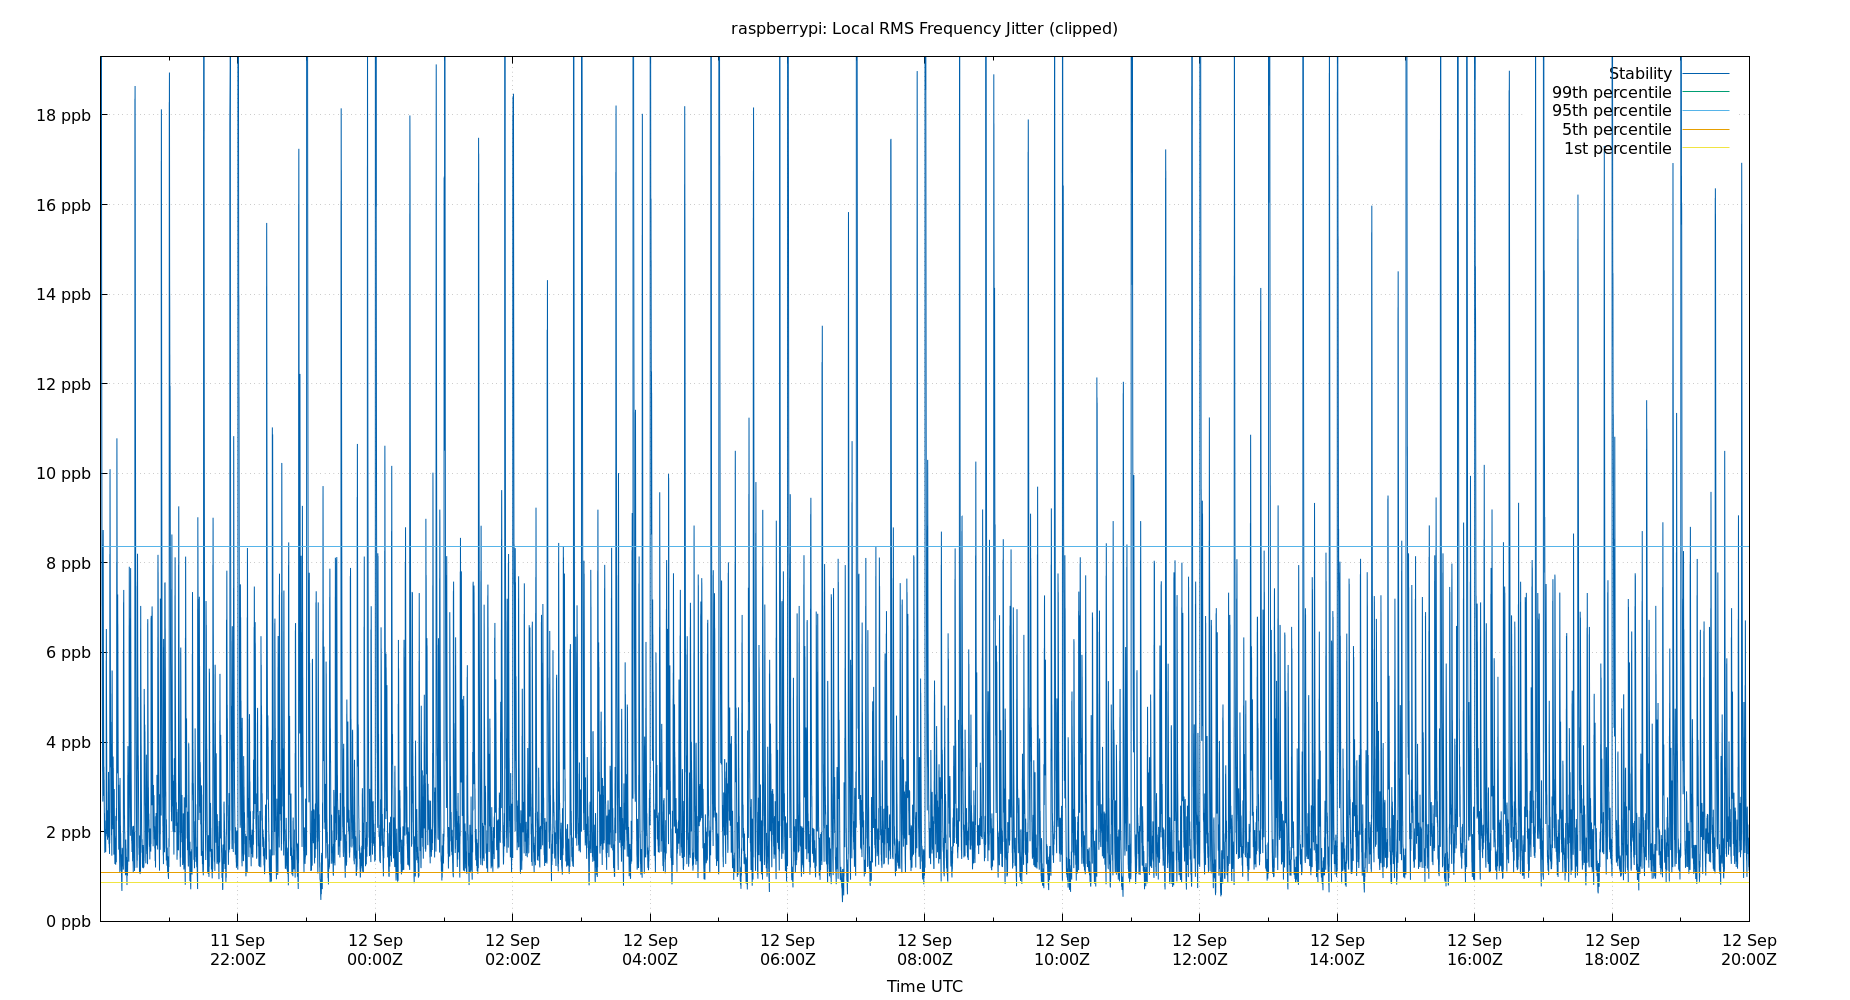 raspberrypi: Local RMS Frequency Jitter (clipped)
Stability
99th percentile
95th percentile
5th percentile
1st percentile
18 ppb
16 ppb
14 ppb
12 ppb
10 ppb
8 ppb
6 ppb
4 ppb
2 ppb
0 ppb
11 Sep 12 Sep 12 Sep 12 Sep 12 Sep 12 Sep 12 Sep 12 Sep 12 Sep 12 Sep 12 Sep 12 Sep
22:00Z 00:00Z 02:00Z 04:00Z 06:00Z 08:00Z 10:00Z 12:00Z 14:00Z 16:00Z 18:00Z 20:00Z
Time UTC